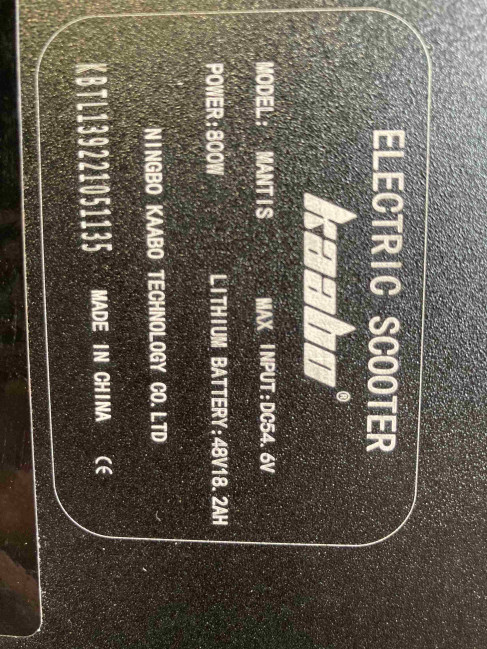 ELECTRIC SCOOTER
kaabo®
MODEL: MANTIS MAX INPUT:DC54.6V
POWER:800W LITHIUM BATTERY:48V18.2AH
NINGBO KAABO TECHNOLOGY CO.LTD
KBTL139221051135 MADE IN CHINA CE